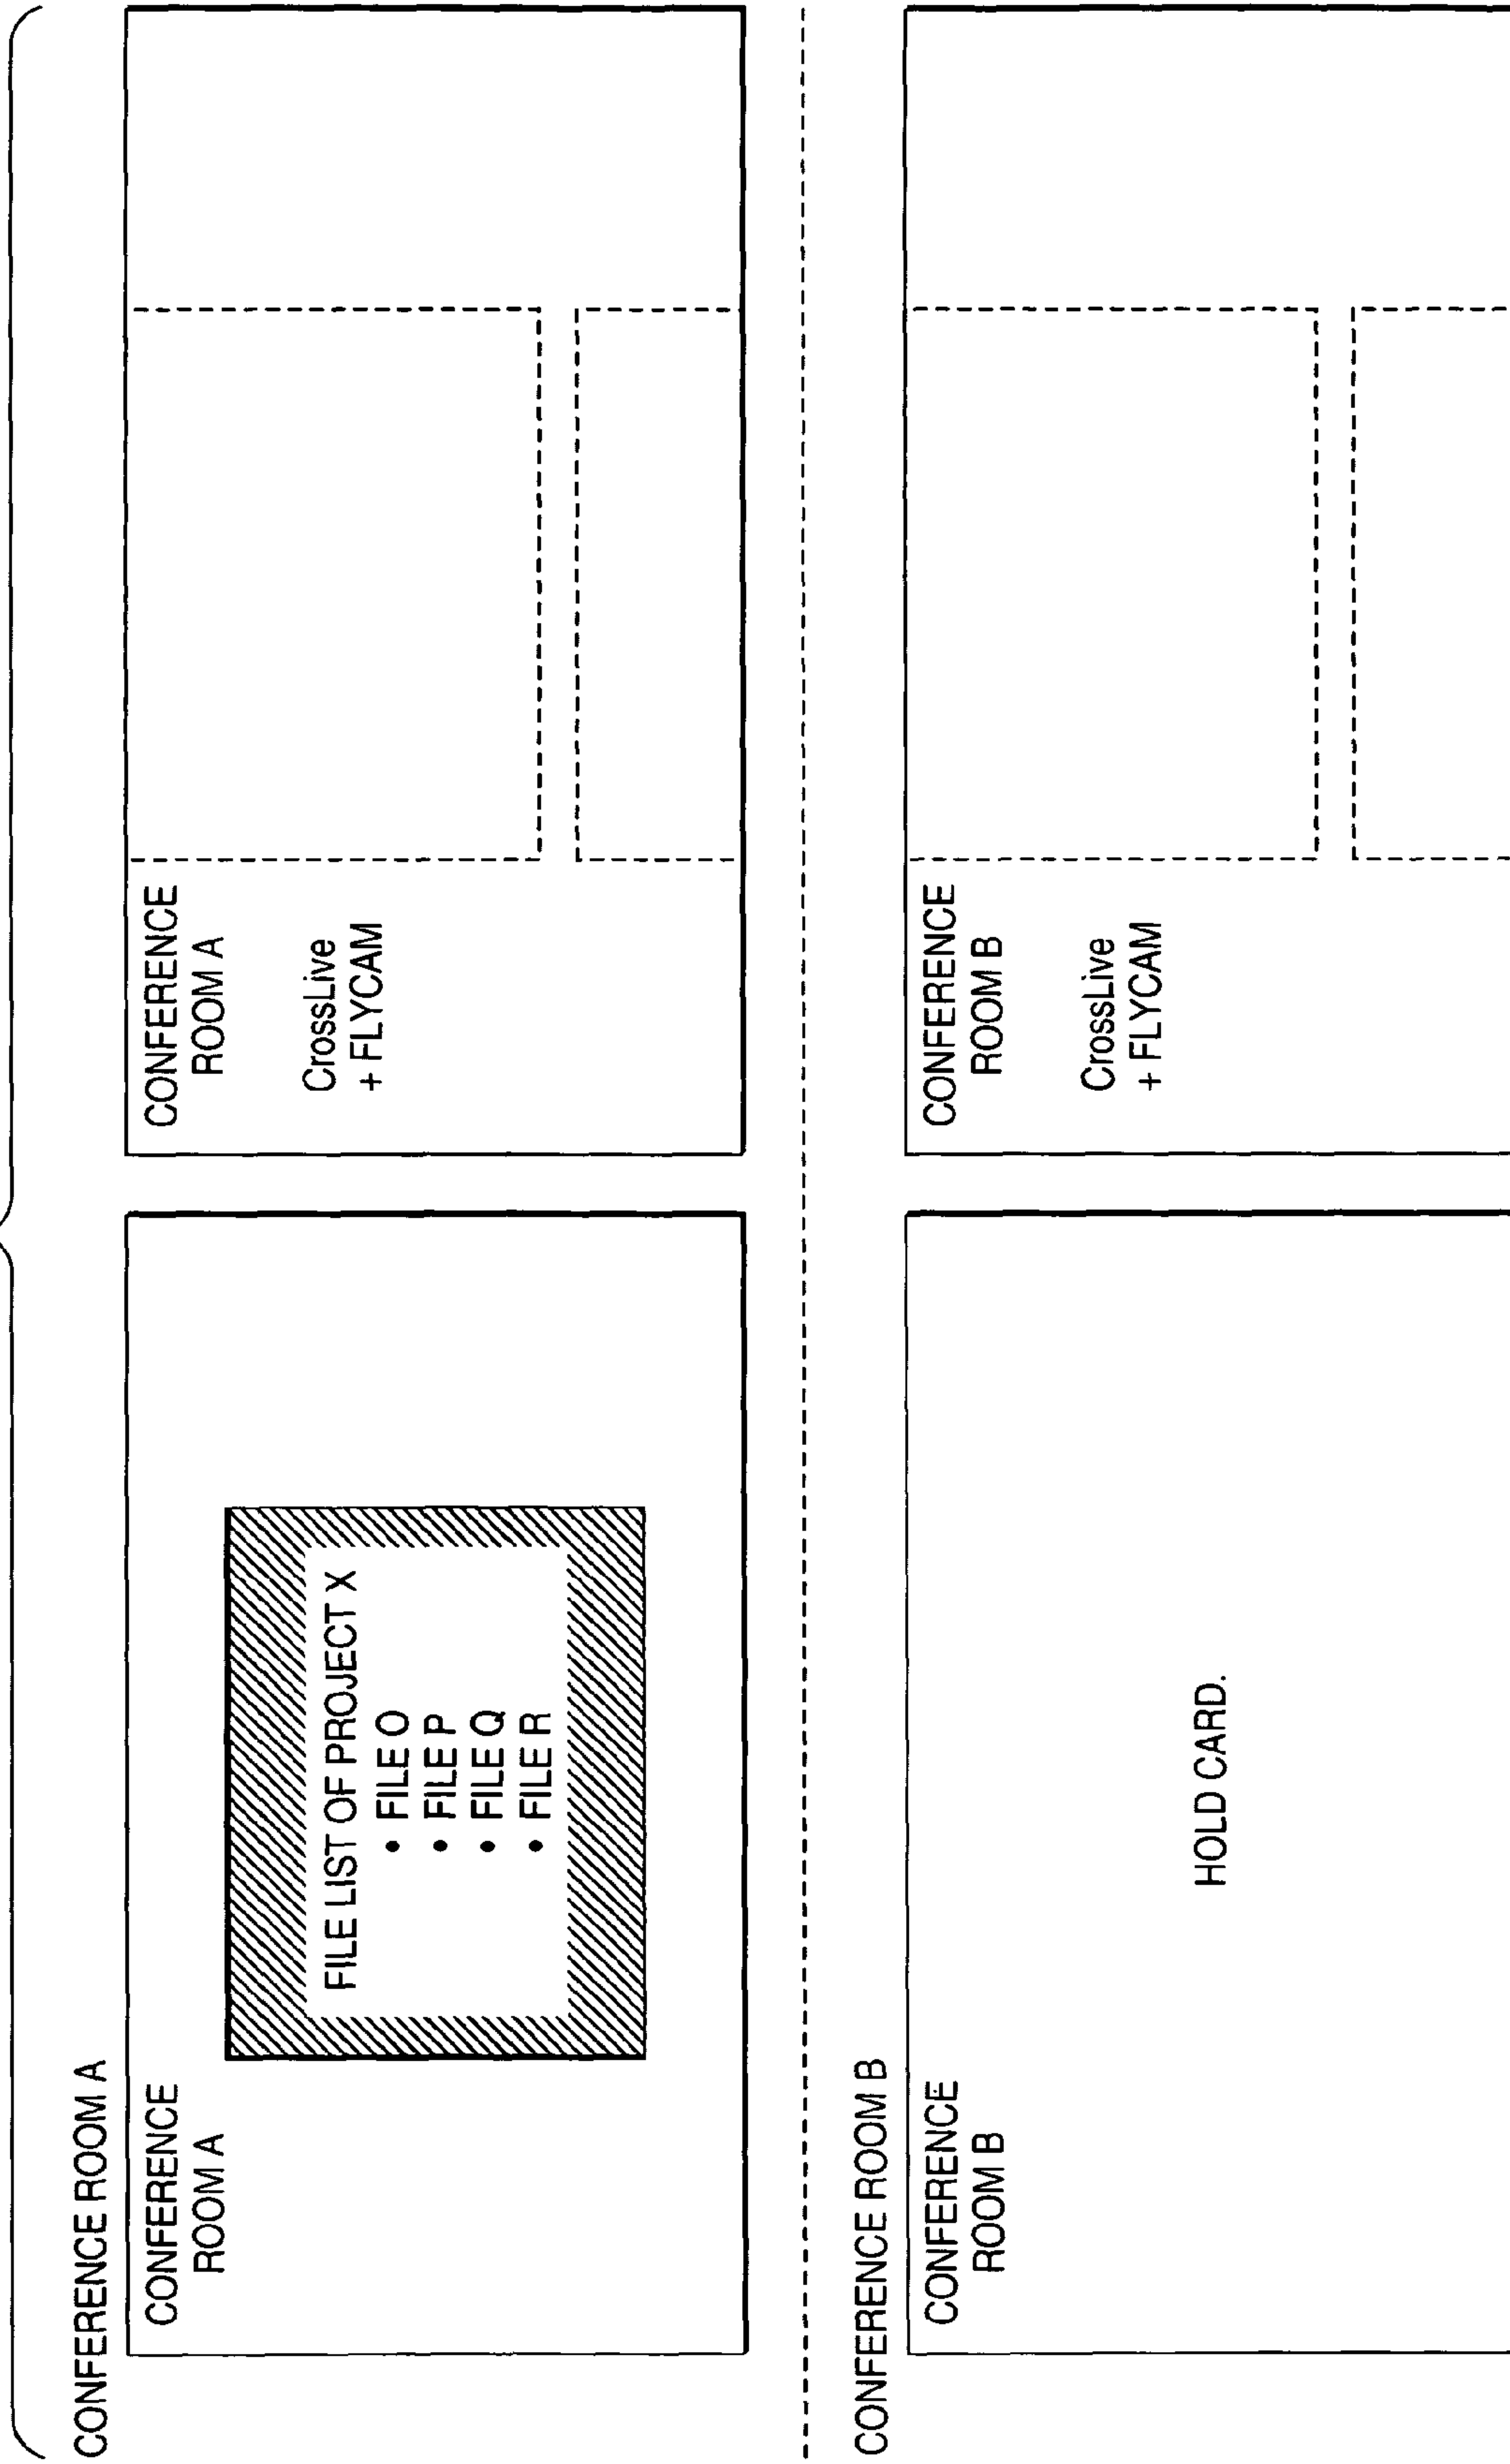 CONFERENCE ROOM A
CONFERENCE
ROOM A
FILE LIST OF PROJECT X
• FILE O
• FILE P
• FILE Q
• FILE R
CONFERENCE
ROOM A
CrossLive
+ FLYCAM
CONFERENCE ROOM B
CONFERENCE
ROOM B
HOLD CARD.
CONFERENCE
ROOM B
CrossLive
+ FLYCAM